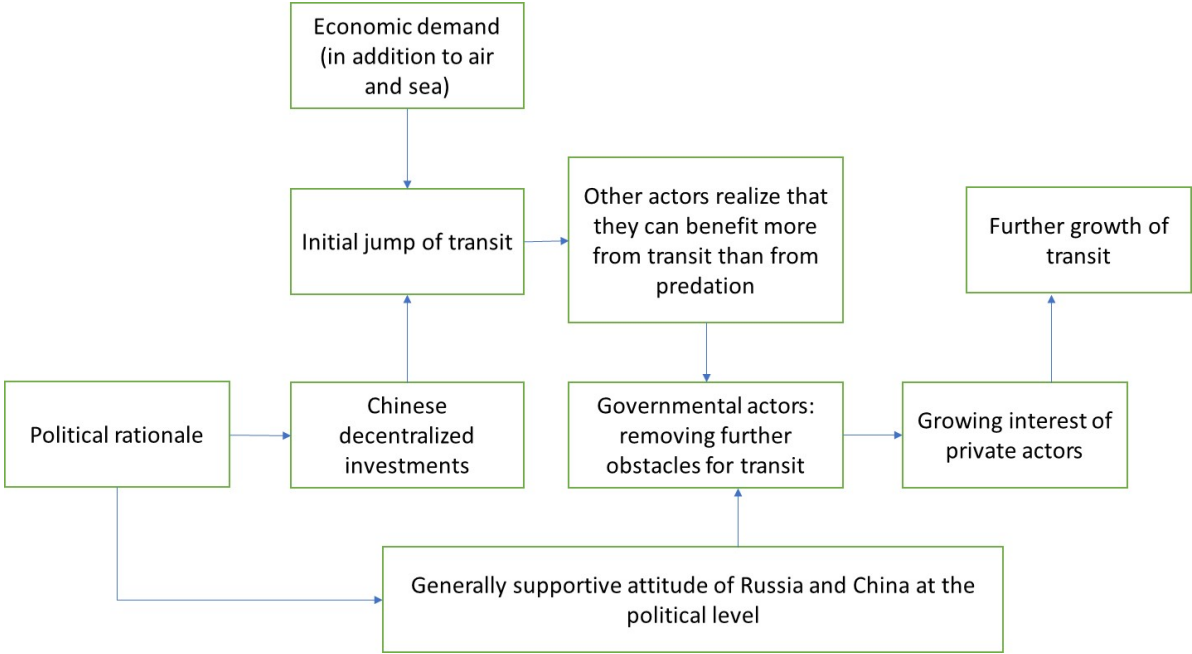 Economic demand
(in addition to air
and sea)
Initial jump of transit
Other actors realize that
they can benefit more
from transit than from
predation
Further growth of
transit
Political rationale
Chinese
decentralized
investments
Governmental actors:
removing further
obstacles for transit
Growing interest of
private actors
Generally supportive attitude of Russia and China at the
political level